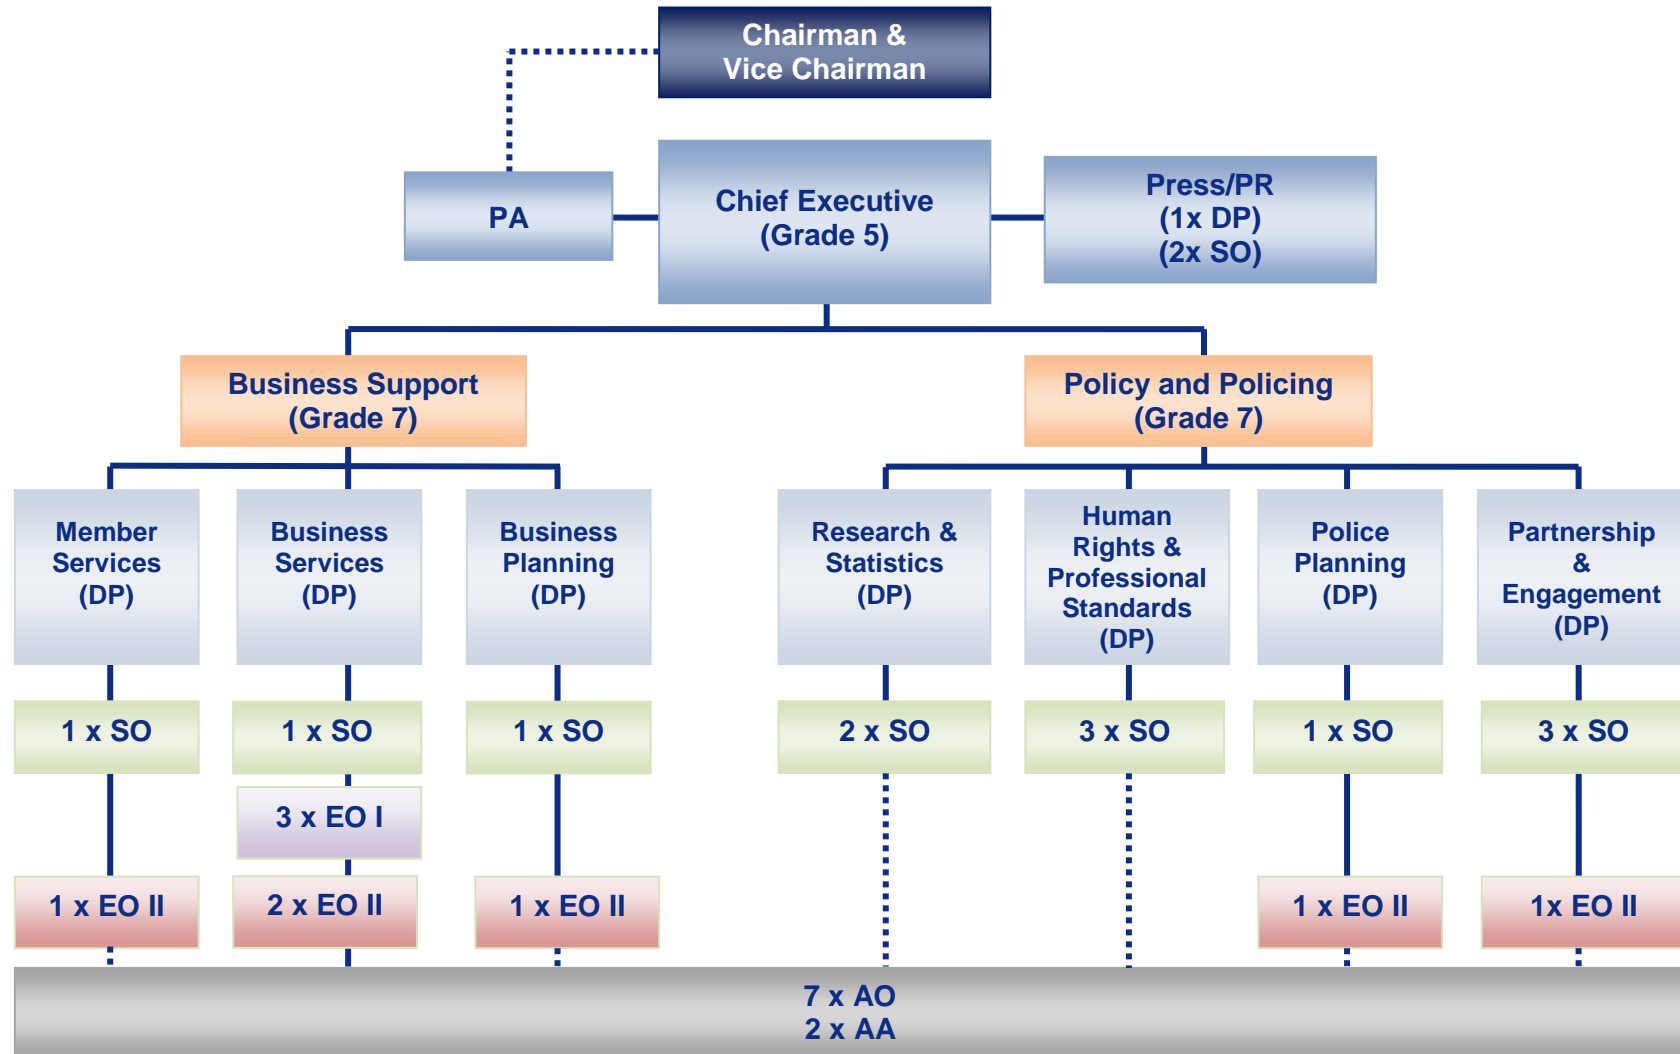 Chairman &
Vice Chairman
PA
Chief Executive
(Grade 5)
Press/PR
(1x DP)
(2x SO)
Business Support
(Grade 7)
Policy and Policing
(Grade 7)
Member
Services
(DP)
Business
Services
(DP)
Business
Planning
(DP)
Research &
Statistics
(DP)
Human
Rights &
Professional
Standards
(DP)
Police
Planning
(DP)
Partnership
&
Engagement
(DP)
1 x SO
1 x SO
1 x SO
2 x SO
3 x SO
1 x SO
3 x SO
3 x EO I
1 x EO II
2 x EO II
1 x EO II
1 x EO II
1x EO II
7 x AO
2 x AA